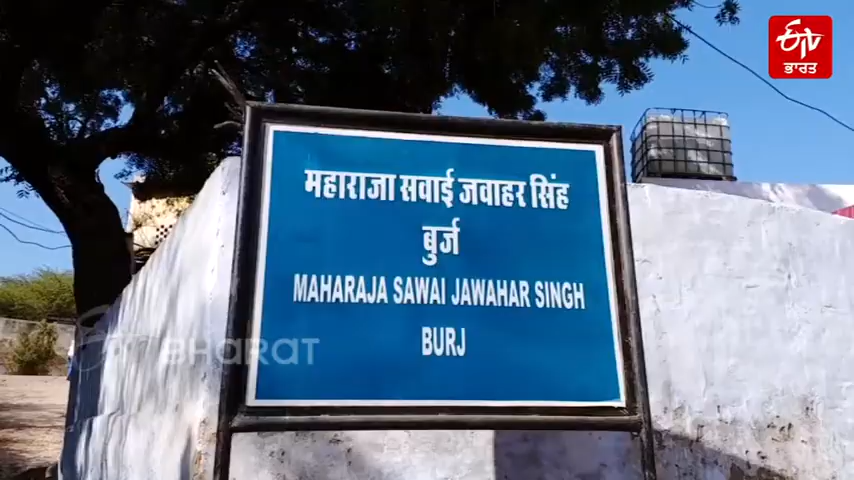 ETV
ਭਾਰਤ
महाराजा सवाई जवाहर सिंह
बुर्ज
MAHARAJA SAWAI JAWAHAR SINGH
BURJ
BHARAT